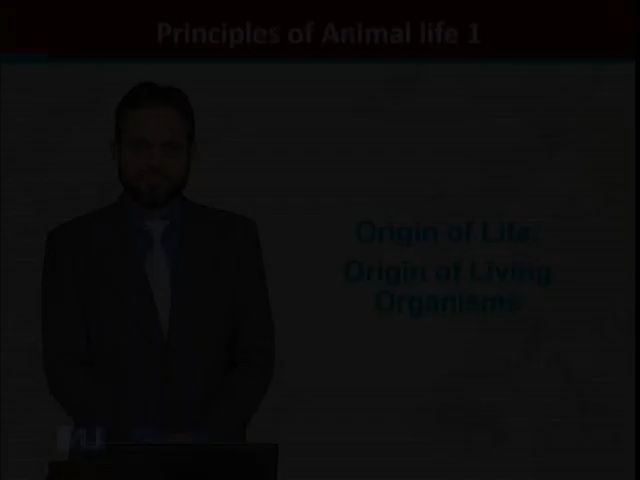 Principles of Animal life 1
Origin of Life:
Origin of Living
Organisms